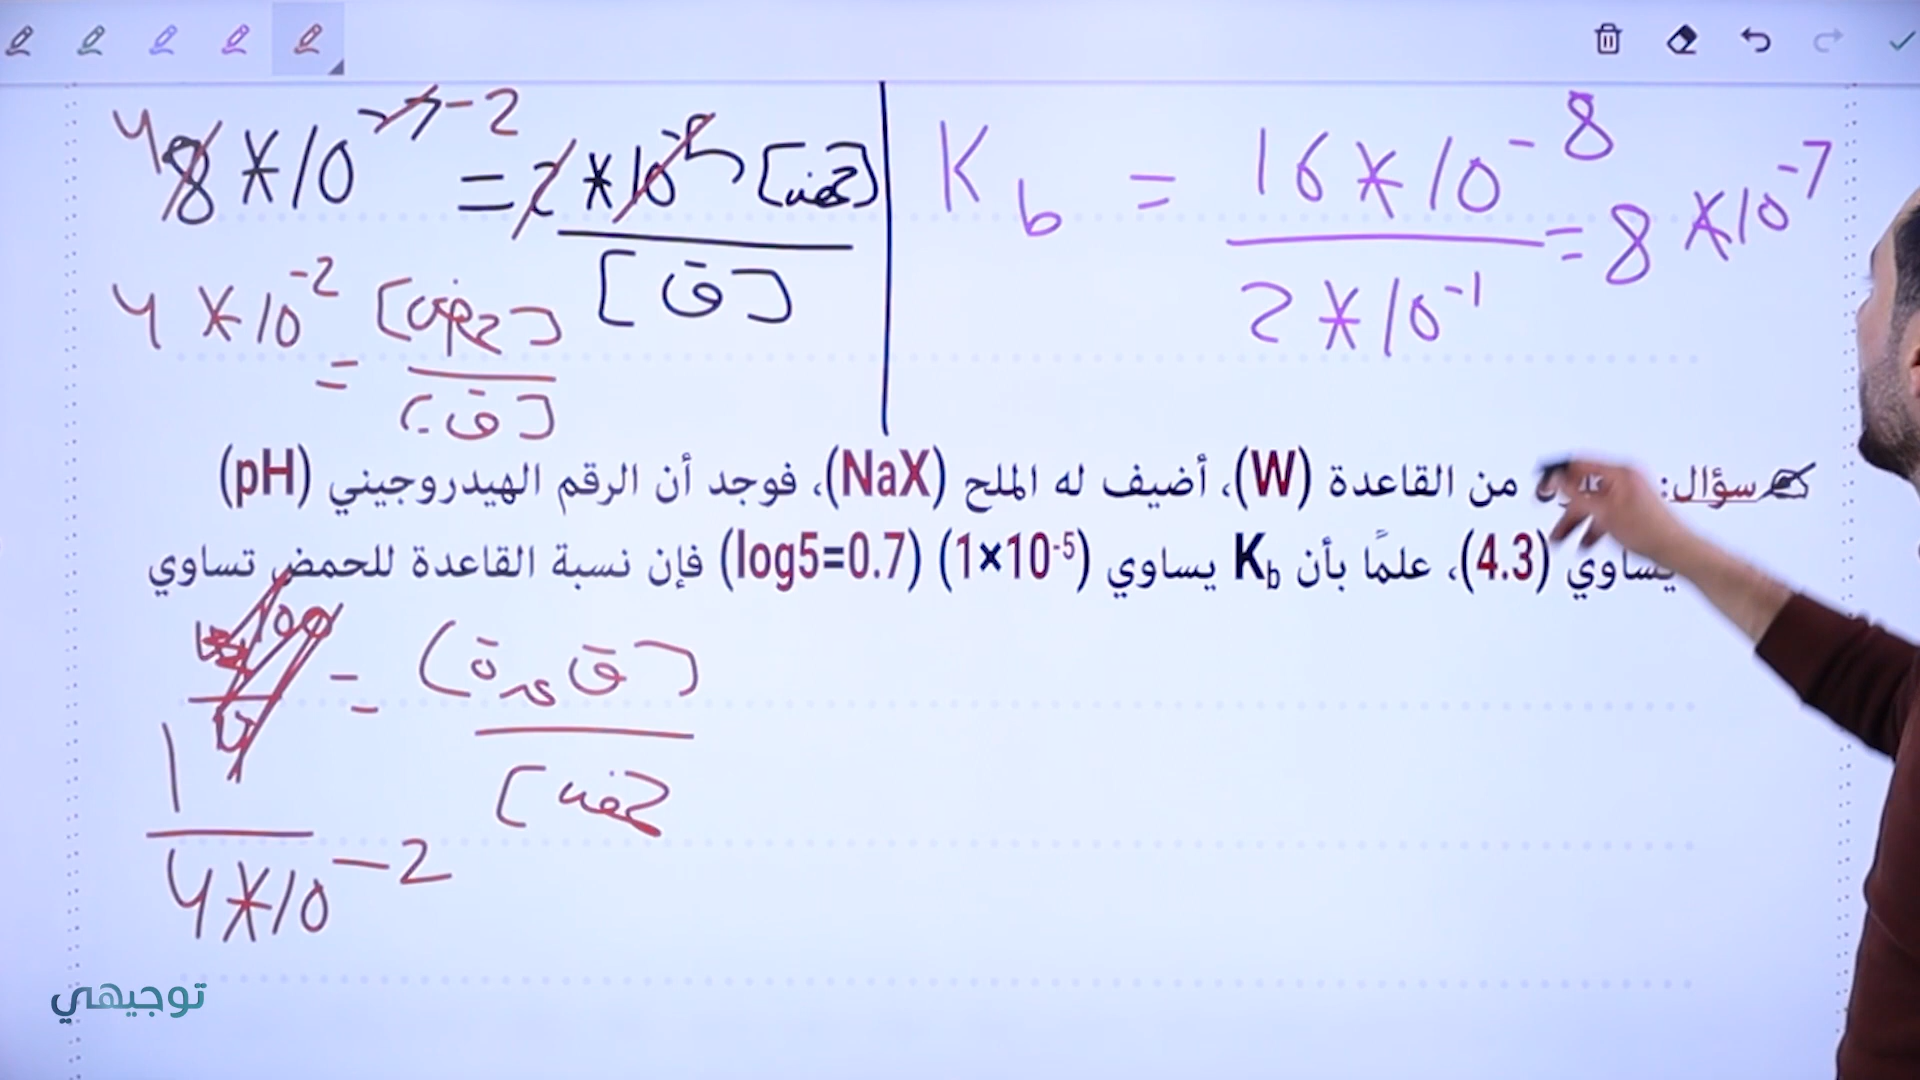 8*10 -2 = 2*10⁻⁵ [حمض] / [ق]
4*10⁻² = [حمض] / [ق]
K_b = 16*10⁻⁸ / 2*10⁻¹ = 8*10⁻⁷
سؤال: من القاعدة (W)، أضيف له الملح (NaX)، فوجد أن الرقم الهيدروجيني (pH)
يساوي (4.3)، علمًا بأن K_b يساوي (1×10⁻⁵) (log5=0.7) فإن نسبة القاعدة للحمض تساوي
1 / 4*10⁻² = [قاعدة] / [حمض]
توجيهي